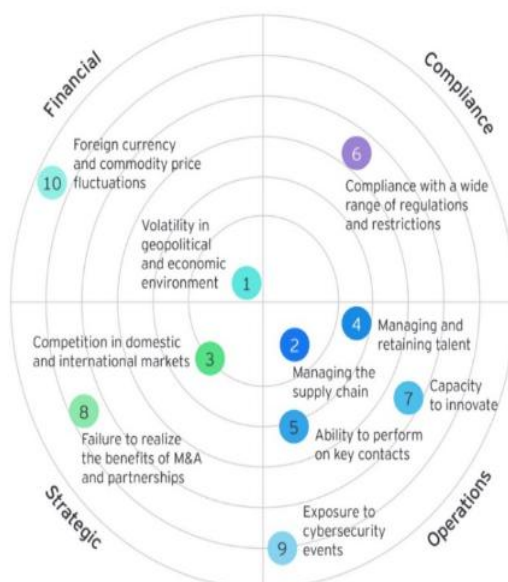 Financial
Compliance
10
Foreign currency
and commodity price
fluctuations
6
Compliance with a wide
range of regulations
and restrictions
Volatility in
geopolitical
and economic
environment
1
4
Managing and
retaining talent
Competition in domestic
and international markets
3
2
Managing the
supply chain
7
Capacity
to innovate
8
Failure to realize
the benefits of M&A
and partnerships
5
Ability to perform
on key contacts
Strategic
Operations
9
Exposure to
cybersecurity
events